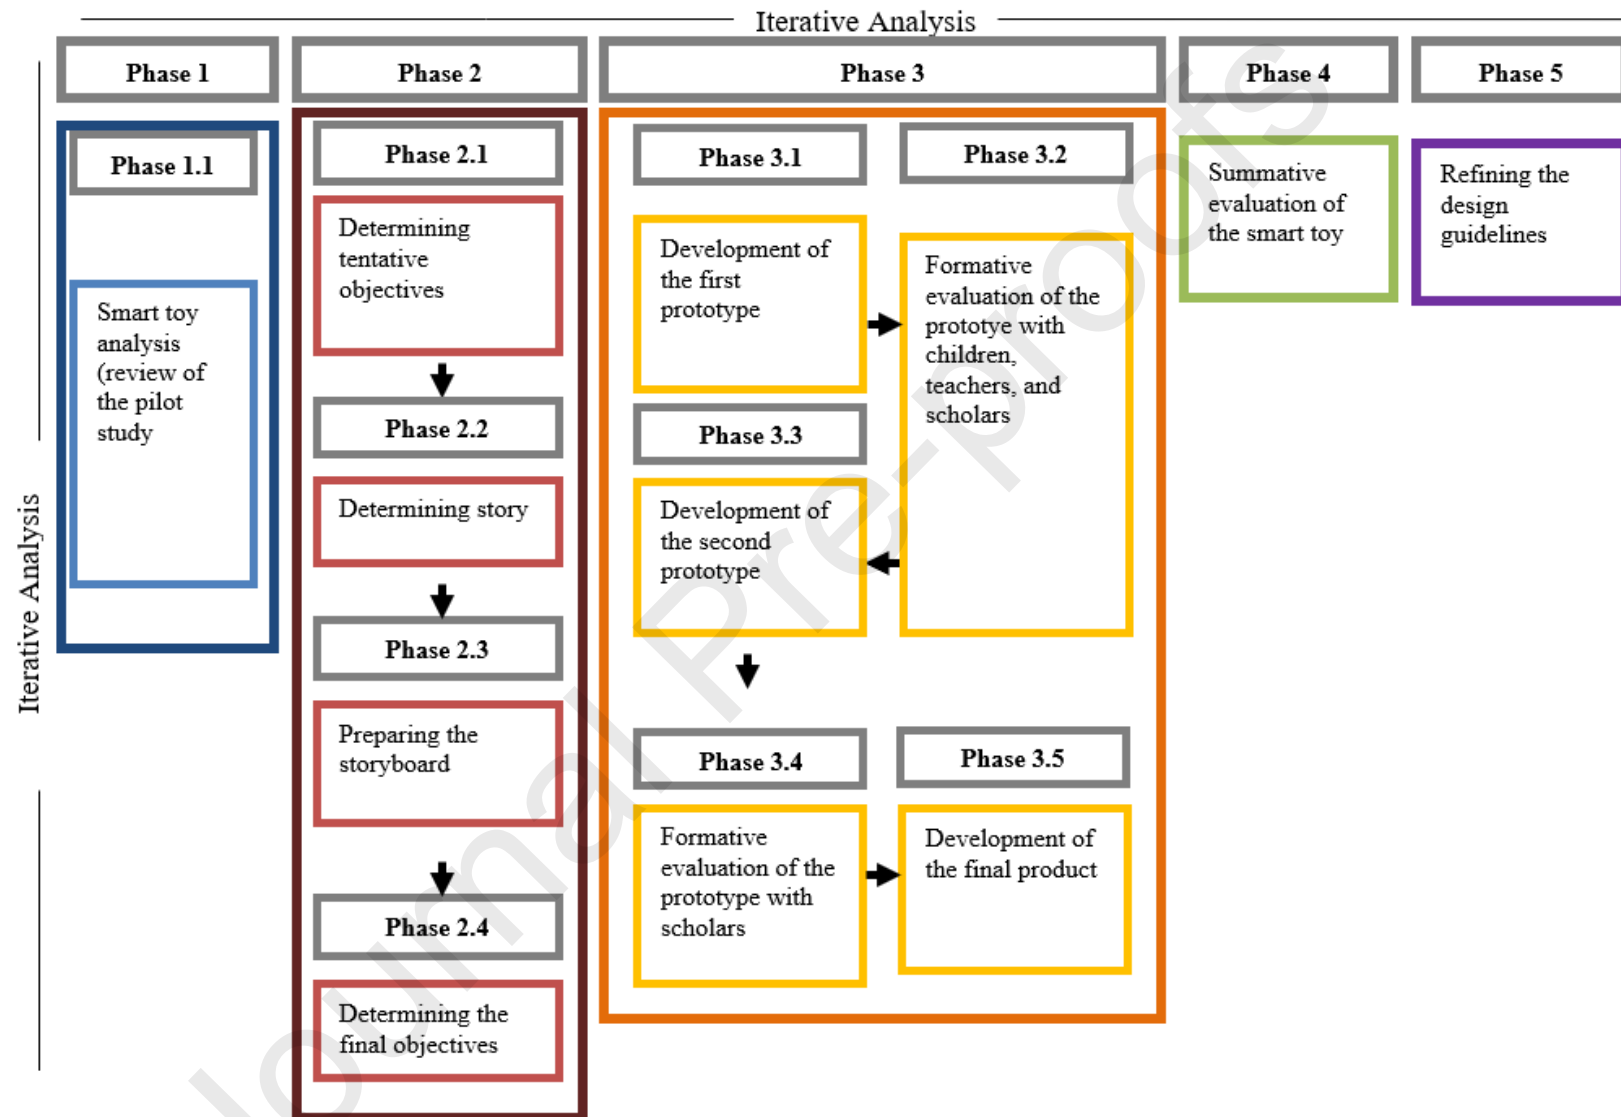 Iterative Analysis
Phase 1
Phase 2
Phase 3
Phase 4
Phase 5
Iterative Analysis
Phase 1.1
Smart toy
analysis
(review of
the pilot
study
Phase 2.1
Determining
tentative
objectives
Phase 2.2
Determining story
Phase 2.3
Preparing the
storyboard
Phase 2.4
Determining the
final objectives
Phase 3.1
Development of
the first
prototype
Phase 3.2
Formative
evaluation of the
prototye with
children,
teachers, and
scholars
Phase 3.3
Development of
the second
prototype
Phase 3.4
Formative
evaluation of the
prototype with
scholars
Phase 3.5
Development of
the final product
Summative
evaluation of
the smart toy
Refining the
design
guidelines
Journal Pre-proofs